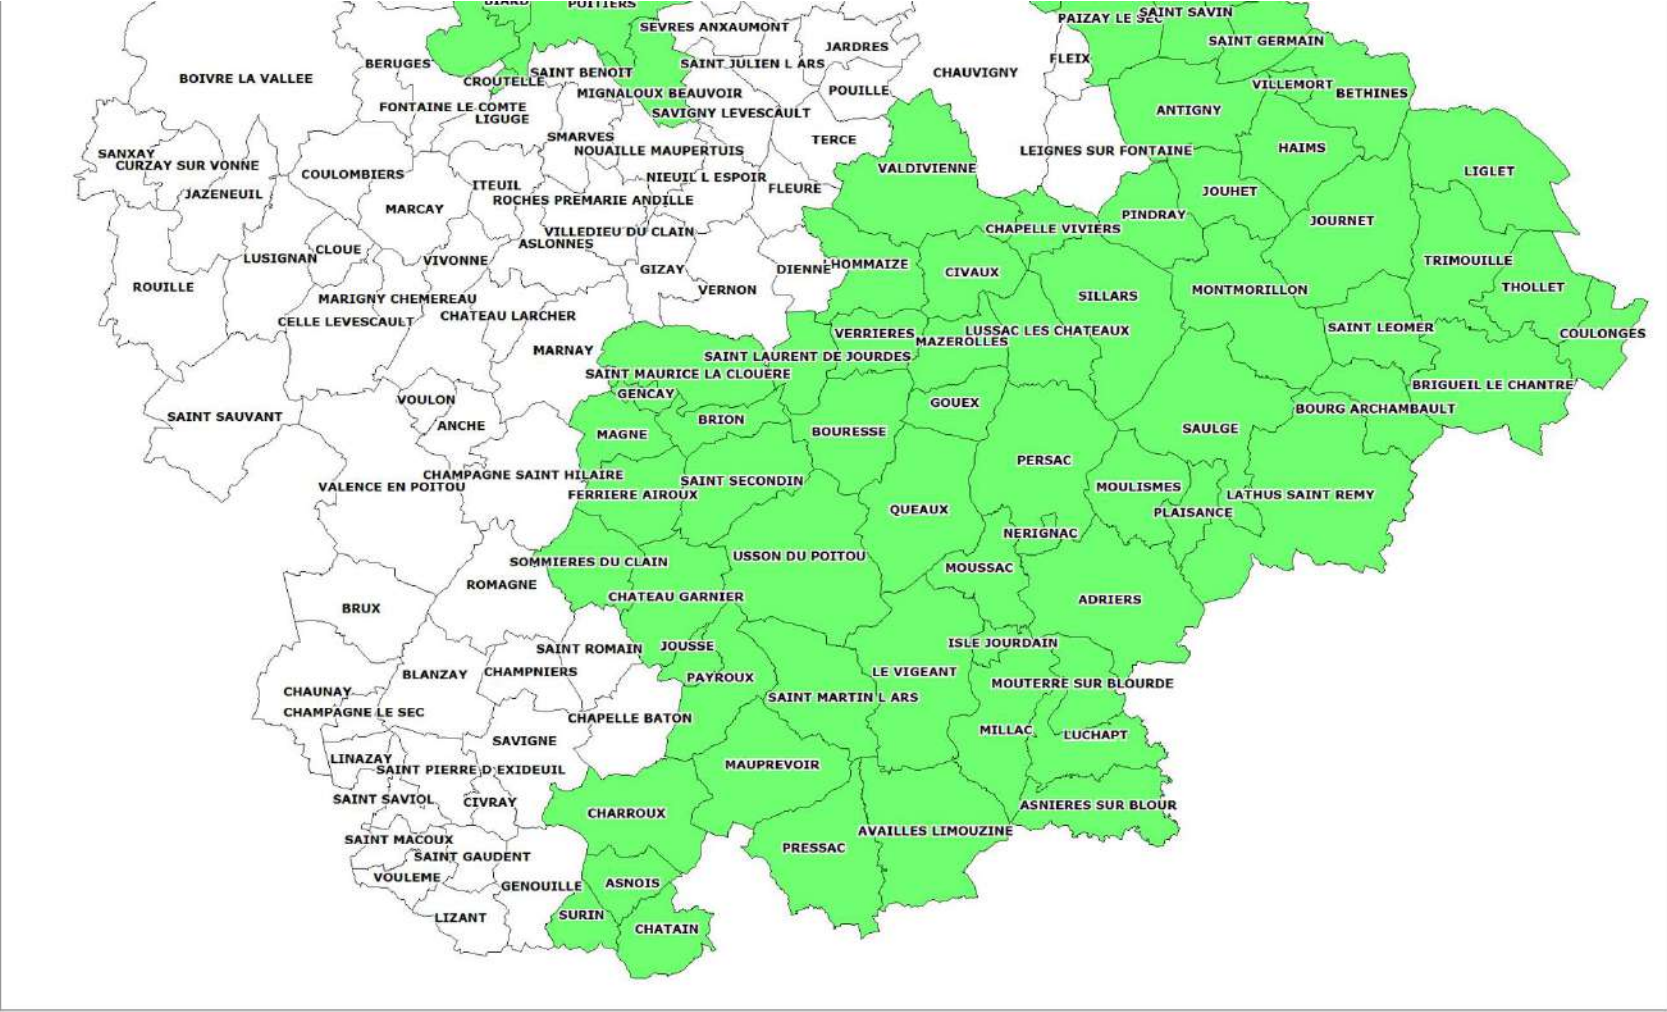 BIARD
POITIERS
SEVRES ANXAUMONT
PAIZAY LE SEC
SAINT SAVIN
JARDRES
SAINT GERMAIN
BERUGES
SAINT JULIEN L ARS
FLEIX
BOIVRE LA VALLEE
CROUTELLE
SAINT BENOIT
CHAUVIGNY
MIGNALOUX BEAUVOIR
POUILLE
VILLEMORT
BETHINES
FONTAINE LE COMTE
LIGUGE
SAVIGNY LEVESCAULT
ANTIGNY
SMARVES
TERCE
SANXAY
CURZAY SUR VONNE
NOUAILLE MAUPERTUIS
LEIGNES SUR FONTAINE
HAIMS
COULOMBIERS
VALDIVIENNE
LIGLET
JAZENEUIL
ITEUIL
NIEUIL L ESPOIR
FLEURE
JOUHET
ROCHES PREMARIE ANDILLE
MARCAY
PINDRAY
JOURNET
VILLEDIEU DU CLAIN
CHAPELLE VIVIERS
ASLONNES
CLOUE
LUSIGNAN
VIVONNE
GIZAY
DIENNE
LHOMMAIZE
CIVAUX
TRIMOUILLE
ROUILLE
VERNON
SILLARS
MONTMORILLON
THOLLET
MARIGNY CHEMEREAU
CELLE LEVESCAULT
CHATEAU LARCHER
VERRIERES
LUSSAC LES CHATEAUX
SAINT LEOMER
COULONGES
MAZEROLLES
MARNAY
SAINT LAURENT DE JOURDES
SAINT MAURICE LA CLOUERE
BRIGUEIL LE CHANTRE
GENCAY
VOULON
GOUEX
BOURG ARCHAMBAULT
SAINT SAUVANT
ANCHE
BRION
MAGNE
BOURESSE
SAULGE
PERSAC
CHAMPAGNE SAINT HILAIRE
VALENCE EN POITOU
SAINT SECONDIN
MOULISMES
FERRIERE AIROUX
LATHUS SAINT REMY
QUEAUX
PLAISANCE
NERIGNAC
SOMMIERES DU CLAIN
USSON DU POITOU
MOUSSAC
ROMAGNE
CHATEAU GARNIER
ADRIERS
BRUX
SAINT ROMAIN
JOUSSE
ISLE JOURDAIN
BLANZAY
CHAMPNIERS
PAYROUX
LE VIGEANT
MOUTERRE SUR BLOURDE
CHAUNAY
SAINT MARTIN L ARS
CHAMPAGNE LE SEC
CHAPELLE BATON
MILLAC
LUCHAPT
SAVIGNE
LINAZAY
SAINT PIERRE D EXIDEUIL
MAUPREVOIR
SAINT SAVIOL
CIVRAY
CHARROUX
ASNIERES SUR BLOUR
SAINT MACOUX
AVAILLES LIMOUZINE
SAINT GAUDENT
PRESSAC
VOULEME
GENOUILLE
ASNOIS
LIZANT
SURIN
CHATAIN